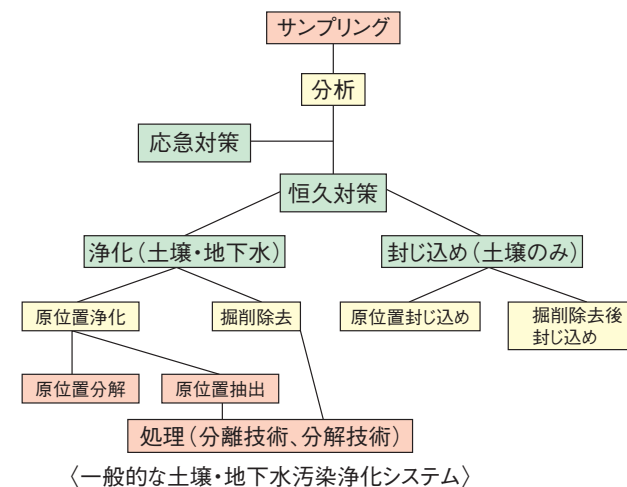 サンプリング
分析
応急対策
恒久対策
浄化（土壌・地下水）
封じ込め（土壌のみ）
原位置浄化
掘削除去
原位置封じ込め
掘削除去後
封じ込め
原位置分解
原位置抽出
処理（分離技術、分解技術）
〈一般的な土壌・地下水汚染浄化システム〉